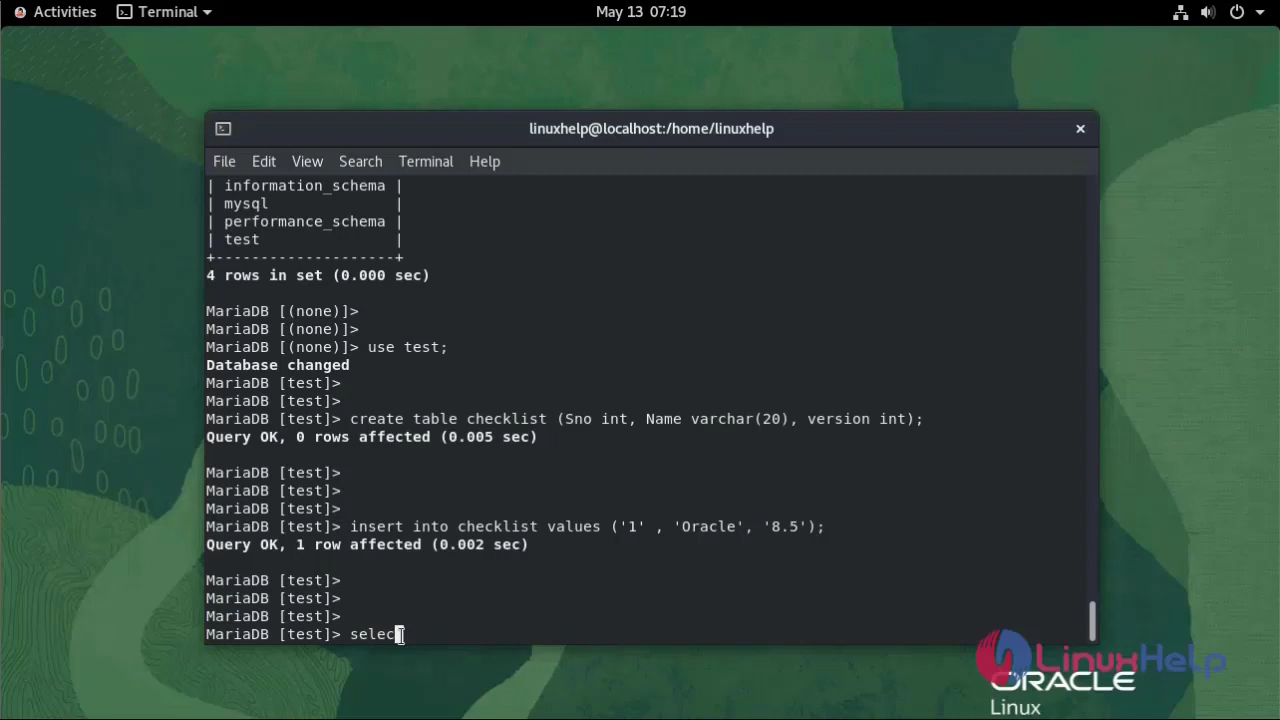 Activities Terminal May 13 07:19
linuxhelp@localhost:/home/linuxhelp
File Edit View Search Terminal Help
| information_schema |
| mysql              |
| performance_schema |
| test               |
+--------------------+
4 rows in set (0.000 sec)
MariaDB [(none)]>
MariaDB [(none)]>
MariaDB [(none)]> use test;
Database changed
MariaDB [test]>
MariaDB [test]>
MariaDB [test]> create table checklist (Sno int, Name varchar(20), version int);
Query OK, 0 rows affected (0.005 sec)
MariaDB [test]>
MariaDB [test]>
MariaDB [test]>
MariaDB [test]> insert into checklist values ('1' , 'Oracle', '8.5');
Query OK, 1 row affected (0.002 sec)
MariaDB [test]>
MariaDB [test]>
MariaDB [test]>
MariaDB [test]> selec
LinuxHelp
ORACLE
Linux